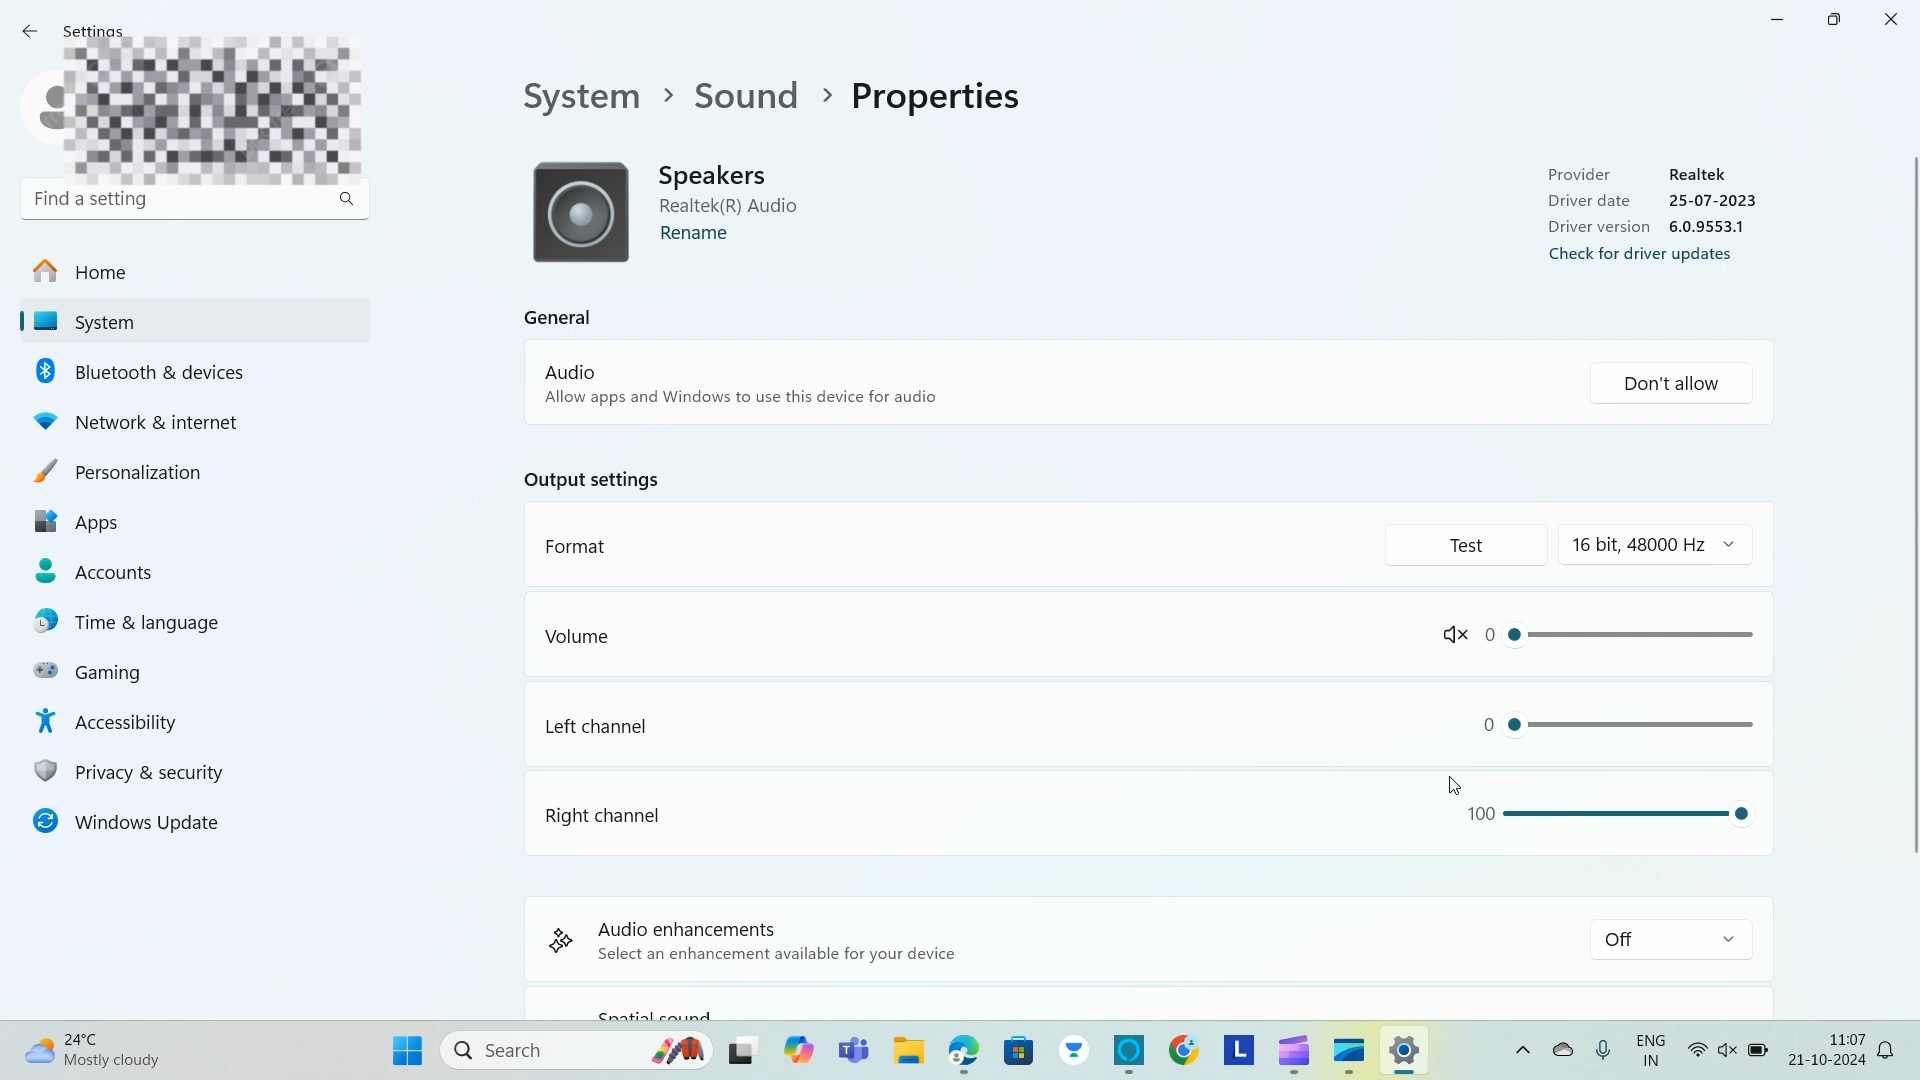 Settings
Find a setting
Home
System
Bluetooth & devices
Network & internet
Personalization
Apps
Accounts
Time & language
Gaming
Accessibility
Privacy & security
Windows Update
System > Sound > Properties
Speakers
Realtek(R) Audio
Rename
Provider Realtek
Driver date 25-07-2023
Driver version 6.0.9553.1
Check for driver updates
General
Audio
Allow apps and Windows to use this device for audio
Don't allow
Output settings
Format
Test
16 bit, 48000 Hz
Volume
0
Left channel
0
Right channel
100
Audio enhancements
Select an enhancement available for your device
Off
Spatial sound
24°C
Mostly cloudy
Search
L
ENG
IN
11:07
21-10-2024